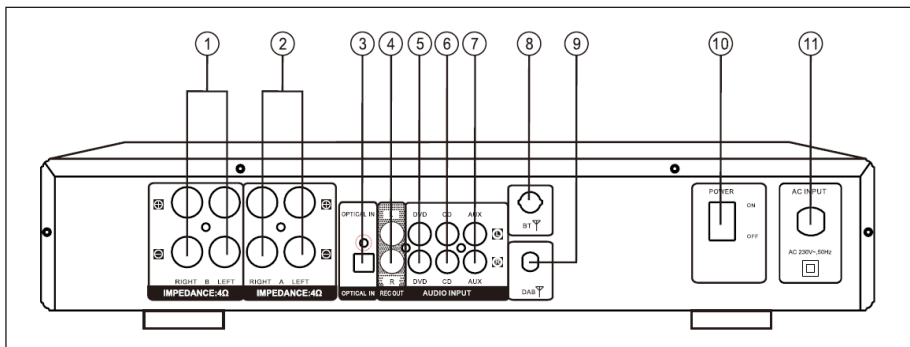 1 2 3 4 5 6 7 8 9 10 11
POWER
ON
OFF
AC INPUT
AC 230V~,50Hz
OPTICAL IN
L
DVD CD AUX
L
BT
R
R
DVD CD AUX
DAB
RIGHT B LEFT
RIGHT A LEFT
IMPEDANCE:4Ω
IMPEDANCE:4Ω
OPTICAL IN
REC OUT
AUDIO INPUT